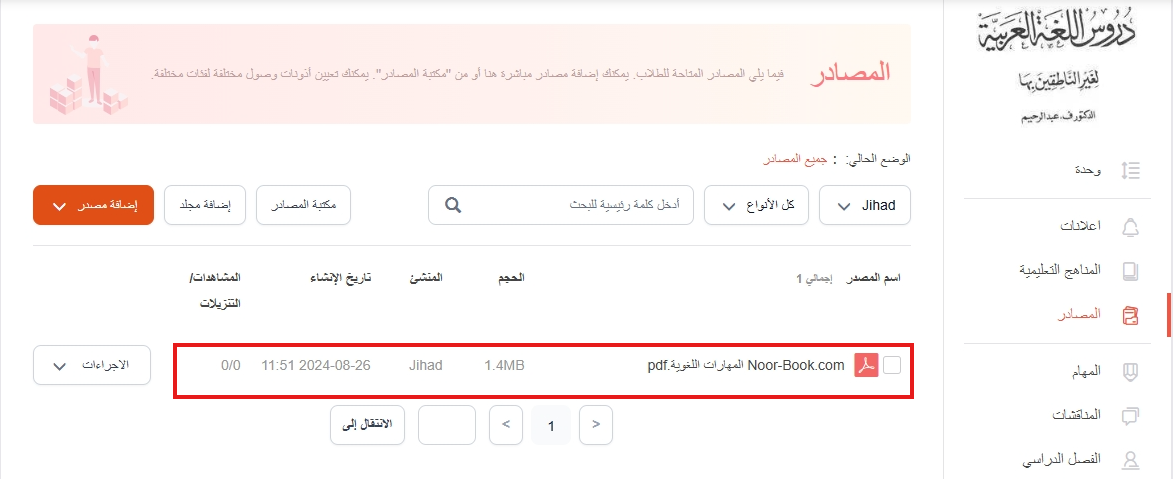 دروس اللغة العربية
لغير الناطقين بها
الدكتور ف. عبد الرحيم
وحدة
اعلانات
المناهج التعليمية
المصادر
المهام
المناقشات
الفصل الدراسي
المصادر
فيما يلي المصادر المتاحة للطلاب. يمكنك إضافة مصادر مباشرة هنا أو من "مكتبة المصادر". يمكنك تعيين أذونات وصول مختلفة لفئات مختلفة.
الوضع الحالي: : جميع المصادر
Jihad كل الأنواع أدخل كلمة رئيسية للبحث مكتبة المصادر إضافة مجلد إضافة مصدر
اسم المصدر إجمالي 1 الحجم المنشئ تاريخ الإنشاء المشاهدات/
التنزيلات
Noor-Book.com المهارات اللغوية.pdf 1.4MB Jihad 2024-08-26 11:51 0/0 الاجراءات
< 1 > الانتقال إلى